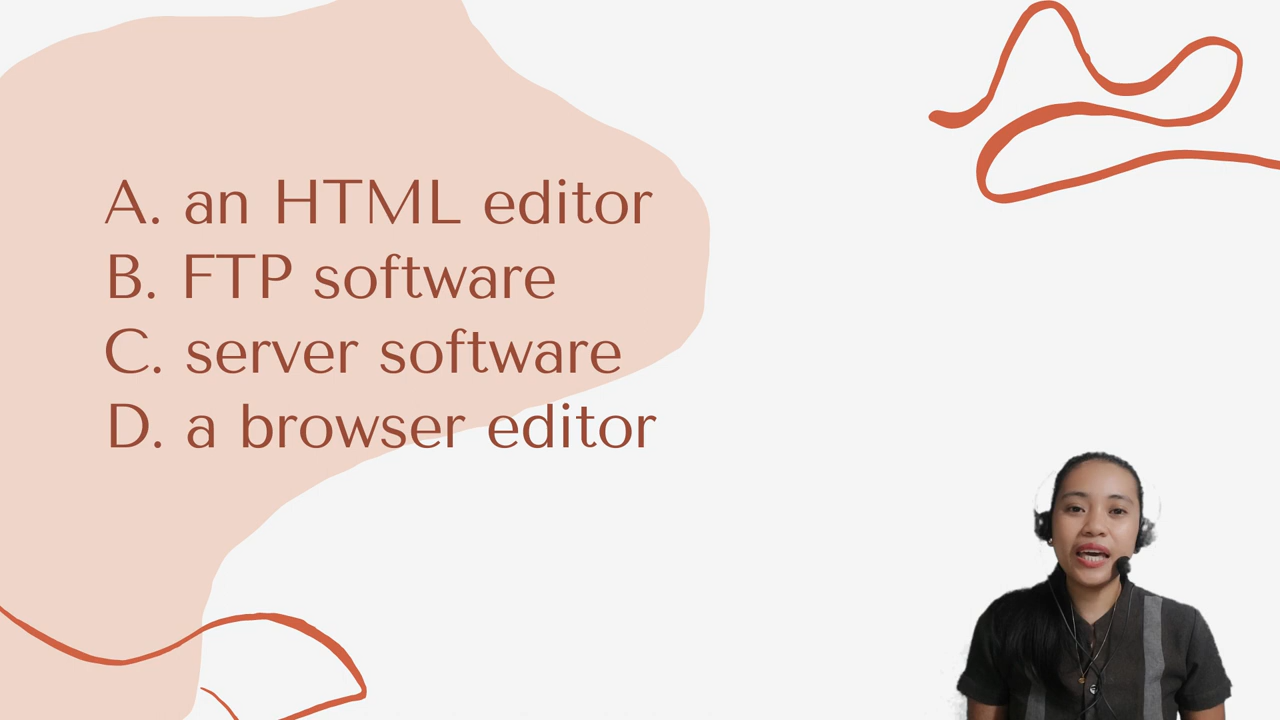 A. an HTML editor
B. FTP software
C. server software
D. a browser editor